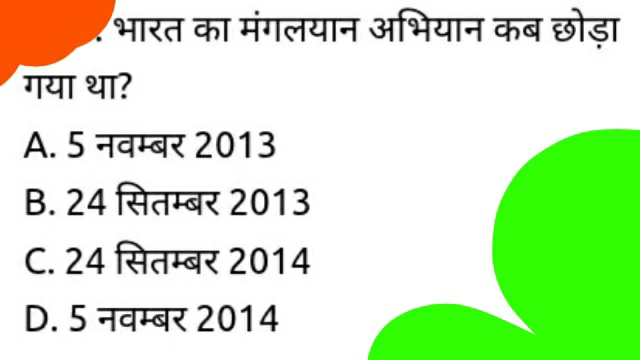 . भारत का मंगलयान अभियान कब छोड़ा
गया था?
A. 5 नवम्बर 2013
B. 24 सितम्बर 2013
C. 24 सितम्बर 2014
D. 5 नवम्बर 2014